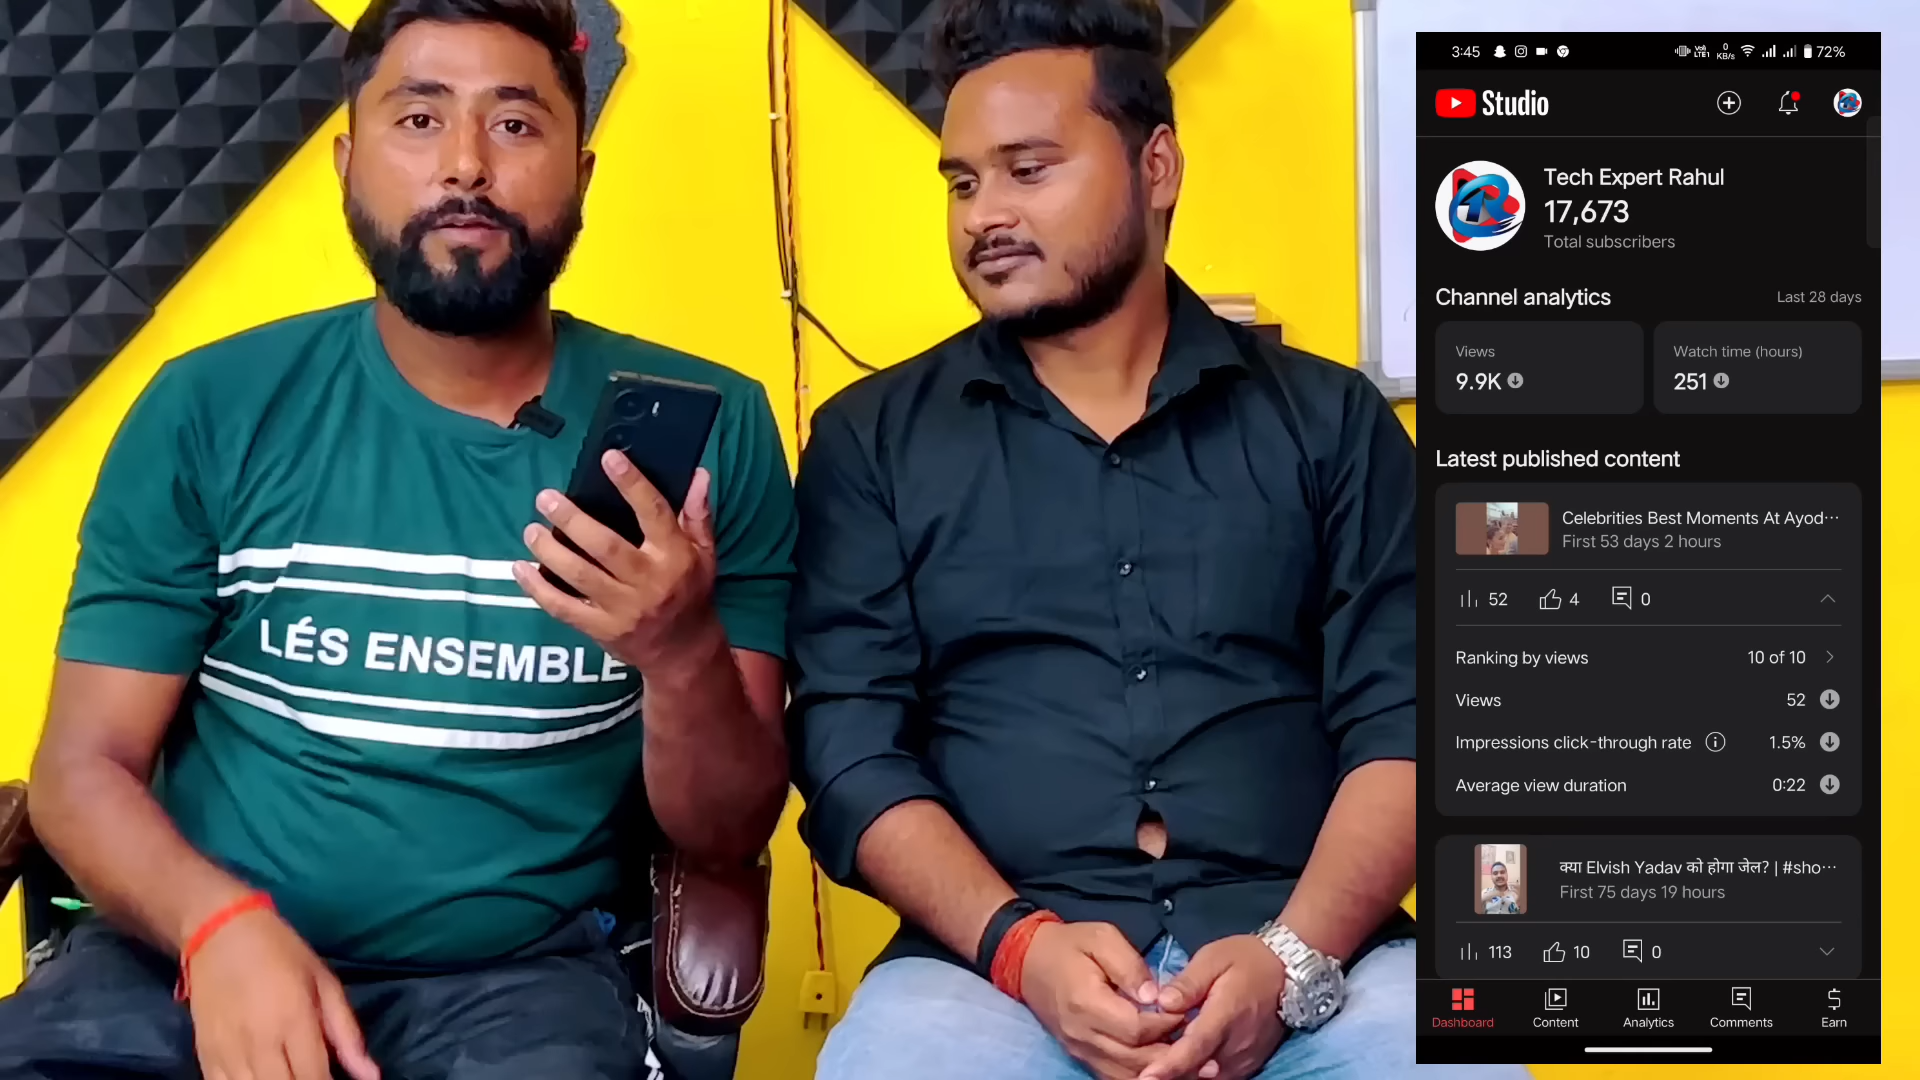 LÉS ENSEMBLE
3:45
Vo))
LTE1
0
KB/s
72%
Studio
Tech Expert Rahul
17,673
Total subscribers
Channel analytics
Last 28 days
Views
9.9K
Watch time (hours)
251
Latest published content
Celebrities Best Moments At Ayod...
First 53 days 2 hours
52
4
0
Ranking by views
10 of 10
Views
52
Impressions click-through rate
1.5%
Average view duration
0:22
क्या Elvish Yadav को होगा जेल? | #sho...
First 75 days 19 hours
113
10
0
Dashboard
Content
Analytics
Comments
Earn